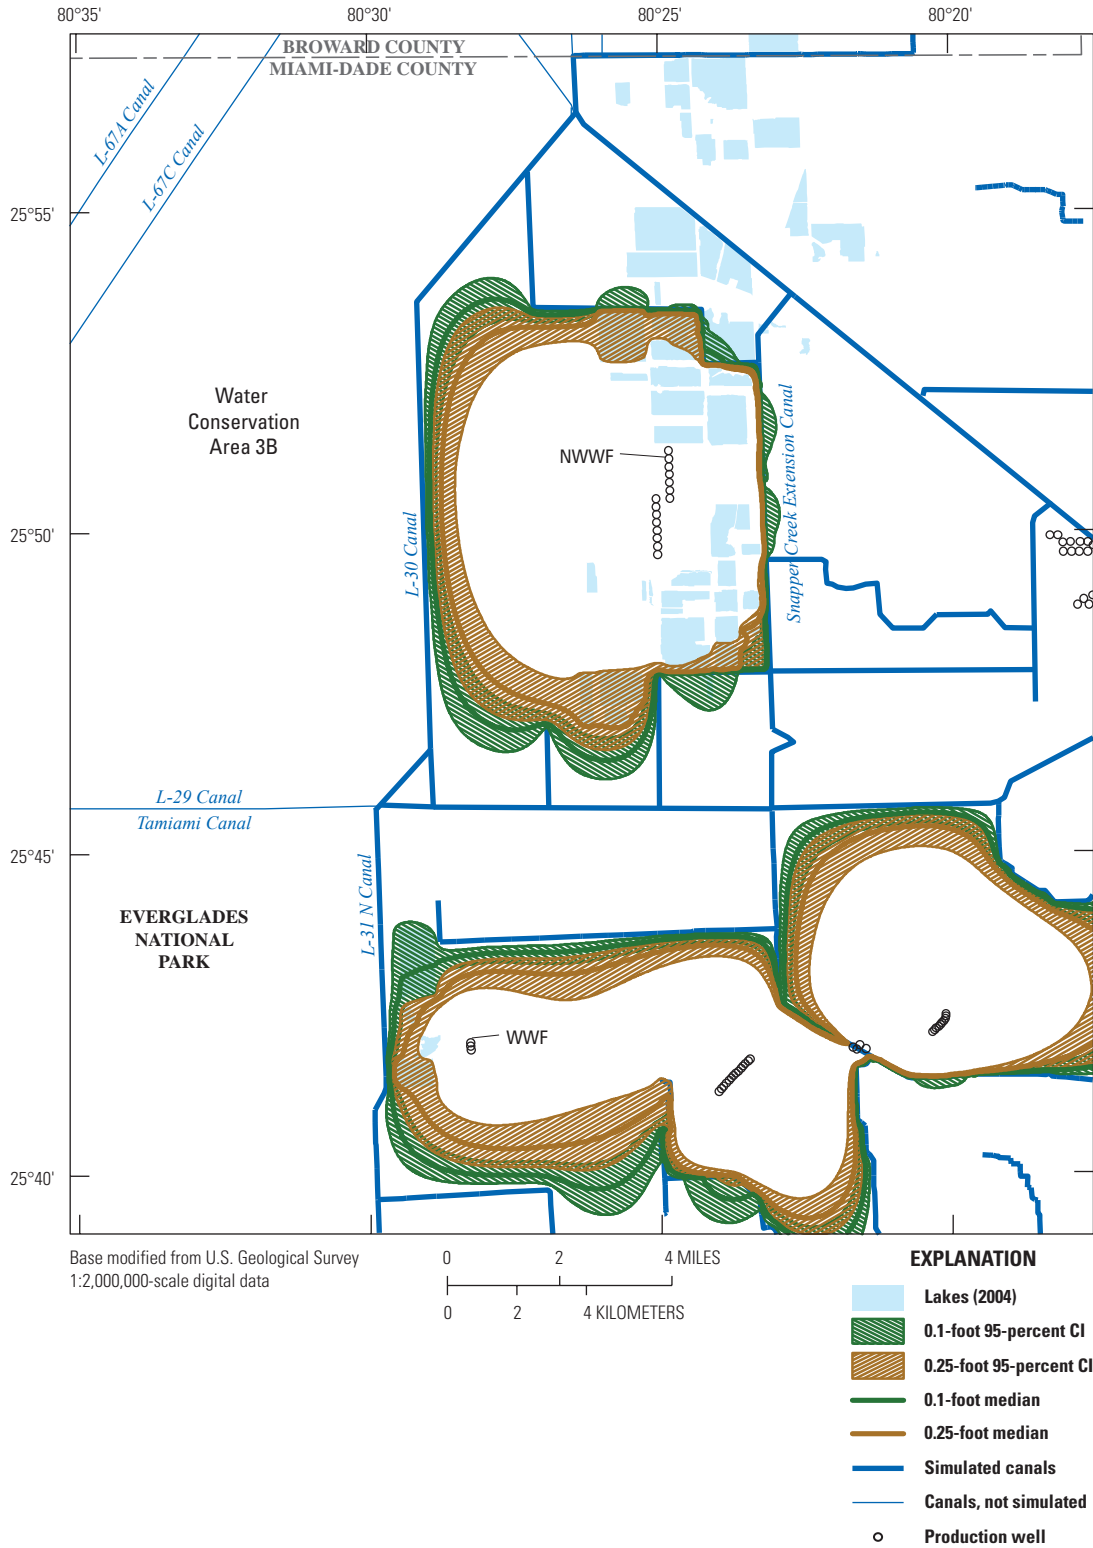 80°35'
80°30'
80°25'
80°20'
BROWARD COUNTY
MIAMI-DADE COUNTY
L-67A Canal
L-67C Canal
25°55'
Water
Conservation
Area 3B
NWWF
Snapper Creek Extension Canal
25°50'
L-30 Canal
L-29 Canal
Tamiami Canal
25°45'
L-31 N Canal
EVERGLADES
NATIONAL
PARK
WWF
25°40'
Base modified from U.S. Geological Survey
1:2,000,000-scale digital data
0 2 4 MILES
0 2 4 KILOMETERS
EXPLANATION
Lakes (2004)
0.1-foot 95-percent CI
0.25-foot 95-percent CI
0.1-foot median
0.25-foot median
Simulated canals
Canals, not simulated
Production well